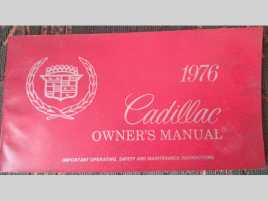 1976
Cadillac
OWNER'S MANUAL
IMPORTANT OPERATING, SAFETY AND MAINTENANCE INSTRUCTIONS